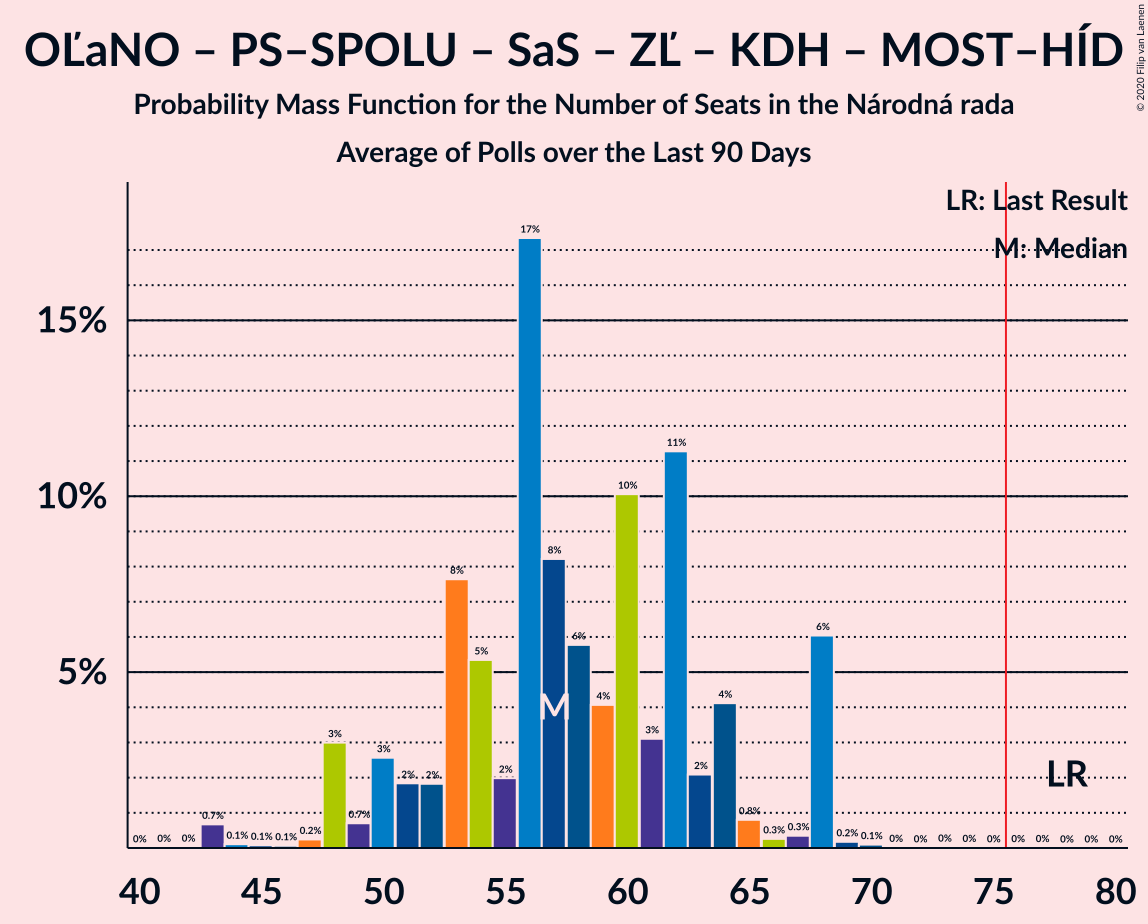 OĽaNO – PS–SPOLU – SaS – ZĽ – KDH – MOST–HÍD
Probability Mass Function for the Number of Seats in the Národná rada
Average of Polls over the Last 90 Days
© 2020 Filip van Laenen
LR: Last Result
M: Median
15%
10%
5%
0% 0% 0% 0.7% 0.1% 0.1% 0.1% 0.2% 3% 0.7% 3% 2% 2% 8% 5% 2% 17% 8% 6% 4% 10% 3% 11% 2% 4% 0.8% 0.3% 0.3% 6% 0.2% 0.1% 0% 0% 0% 0% 0% 0% 0% 0% 0% 0%
M
LR
40 45 50 55 60 65 70 75 80